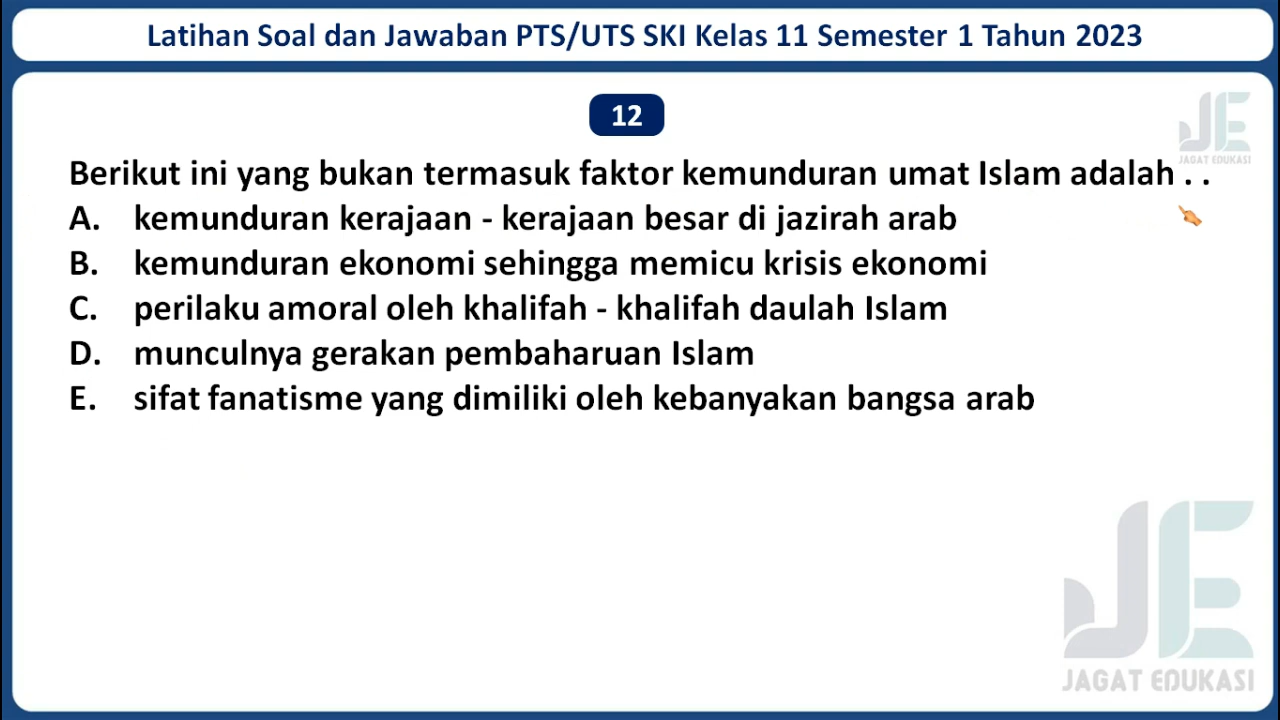 Latihan Soal dan Jawaban PTS/UTS SKI Kelas 11 Semester 1 Tahun 2023
12
JAGAT EDUKASI
Berikut ini yang bukan termasuk faktor kemunduran umat Islam adalah . .
A. kemunduran kerajaan - kerajaan besar di jazirah arab
B. kemunduran ekonomi sehingga memicu krisis ekonomi
C. perilaku amoral oleh khalifah - khalifah daulah Islam
D. munculnya gerakan pembaharuan Islam
E. sifat fanatisme yang dimiliki oleh kebanyakan bangsa arab
JAGAT EDUKASI